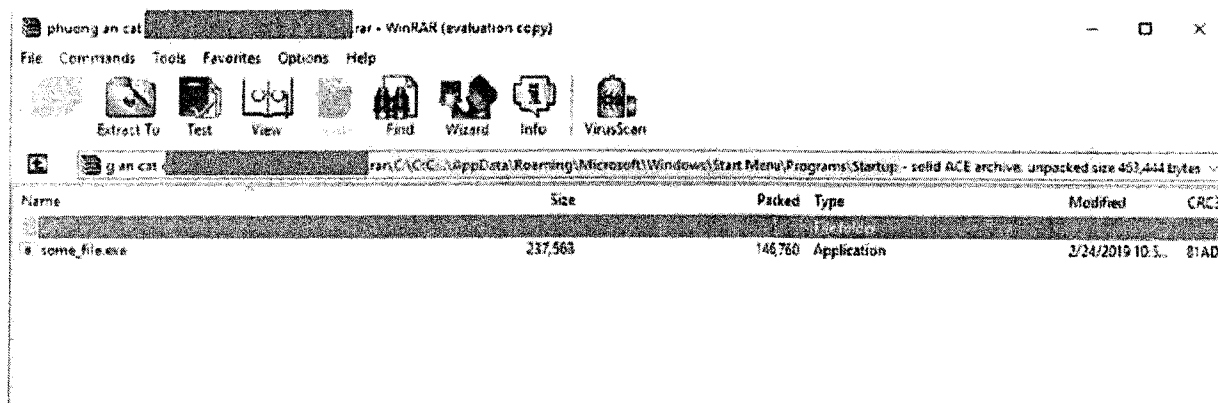 phuong an cat rar - WinRAR (evaluation copy)
File Commands Tools Favorites Options Help
Extract To Test View Find Wizard Info VirusScan
g an cat rar\C:\C:C:..\AppData\Roaming\Microsoft\Windows\Start Menu\Programs\Startup - solid ACE archive, unpacked size 463,444 bytes
Name Size Packed Type Modified CRC3
some_file.exe 237,568 146,760 Application 2/24/2019 10:5... 81AD